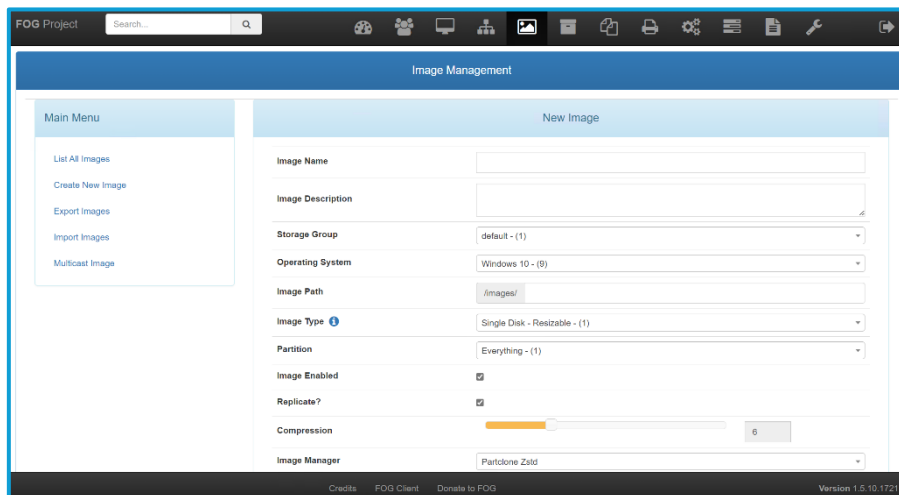 FOG Project Search...
Image Management
Main Menu
List All Images
Create New Image
Export Images
Import Images
Multicast Image
New Image
Image Name
Image Description
Storage Group default - (1)
Operating System Windows 10 - (9)
Image Path /images/
Image Type Single Disk - Resizable - (1)
Partition Everything - (1)
Image Enabled
Replicate?
Compression 6
Image Manager Partclone Zstd
Credits FOG Client Donate to FOG Version 1.5.10.1721